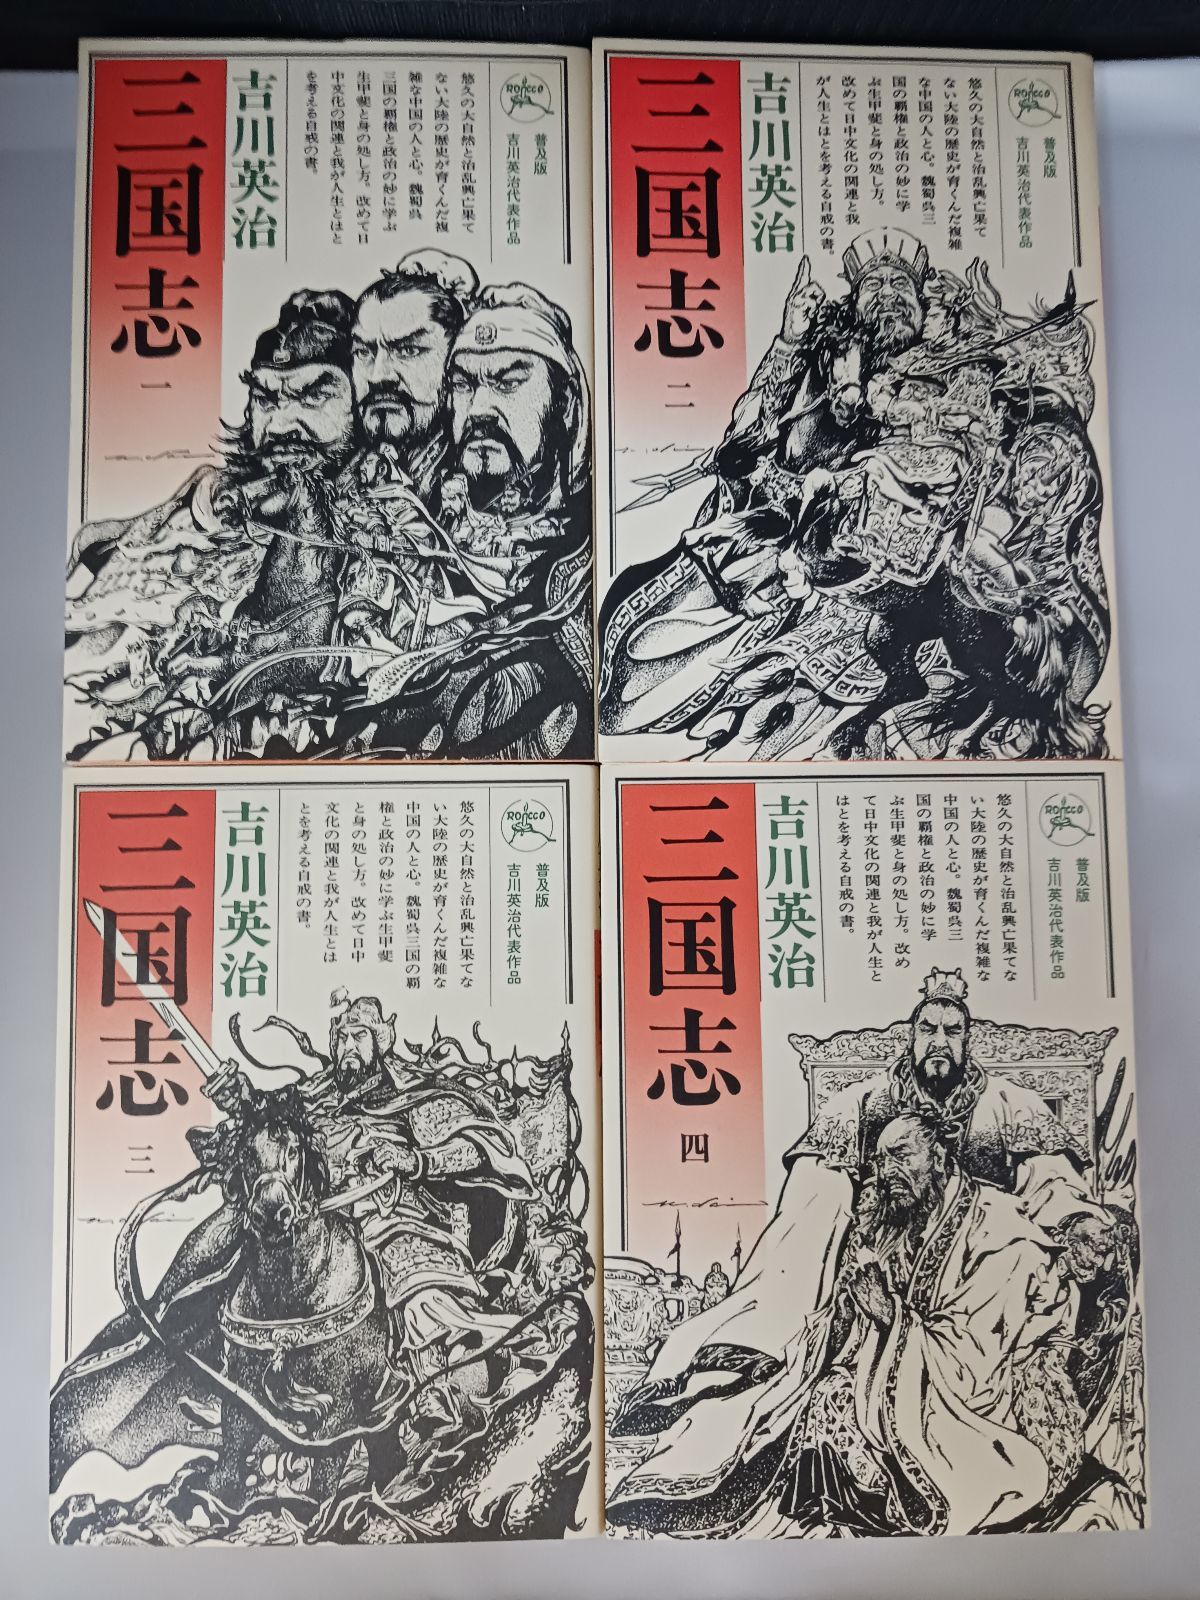 三国志
一
吉川英治
悠久の大自然と治乱興亡果て
ない大陸の歴史が育くんだ複
雑な中国の人と心。魏蜀呉
三国の覇権と政治の妙に学ぶ
生甲斐と身の処し方。改めて日
中文化の関連と我が人生とはと
を考える自戒の書。
ROCCO
普及版
吉川英治代表作品
三国志
二
吉川英治
悠久の大自然と治乱興亡果て
ない大陸の歴史が育くんだ複雑
な中国の人と心。魏蜀呉三
国の覇権と政治の妙に学
ぶ生甲斐と身の処し方。
改めて日中文化の関連と我
が人生とはとを考える自戒の書。
ROCCO
普及版
吉川英治代表作品
三国志
三
吉川英治
悠久の大自然と治乱興亡果てな
い大陸の歴史が育くんだ複雑な
中国の人と心。魏蜀呉三国の覇
権と政治の妙に学ぶ生甲斐
と身の処し方。改めて日中
文化の関連と我が人生とは
とを考える自戒の書。
ROCCO
普及版
吉川英治代表作品
三国志
四
吉川英治
悠久の大自然と治乱興亡果てな
い大陸の歴史が育くんだ複雑な
中国の人と心。魏蜀呉三
国の覇権と政治の妙に学
ぶ生甲斐と身の処し方。改め
て日中文化の関連と我が人生と
はとを考える自戒の書。
ROCCO
普及版
吉川英治代表作品